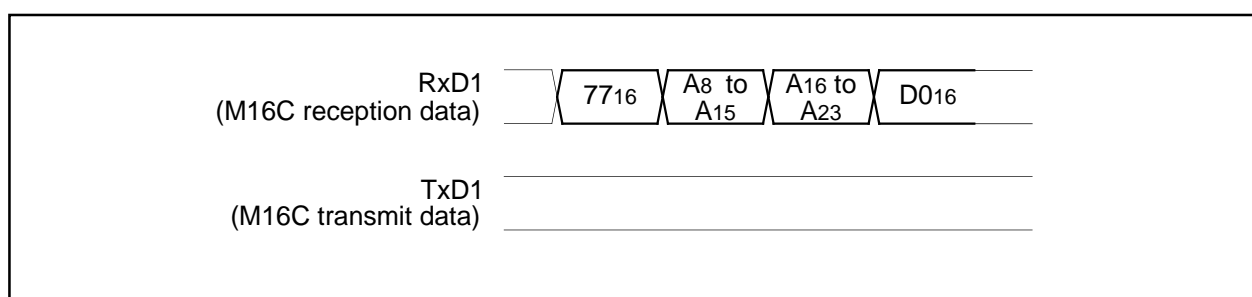 RxD1
(M16C reception data)
7716
A8 to
A15
A16 to
A23
D016
TxD1
(M16C transmit data)